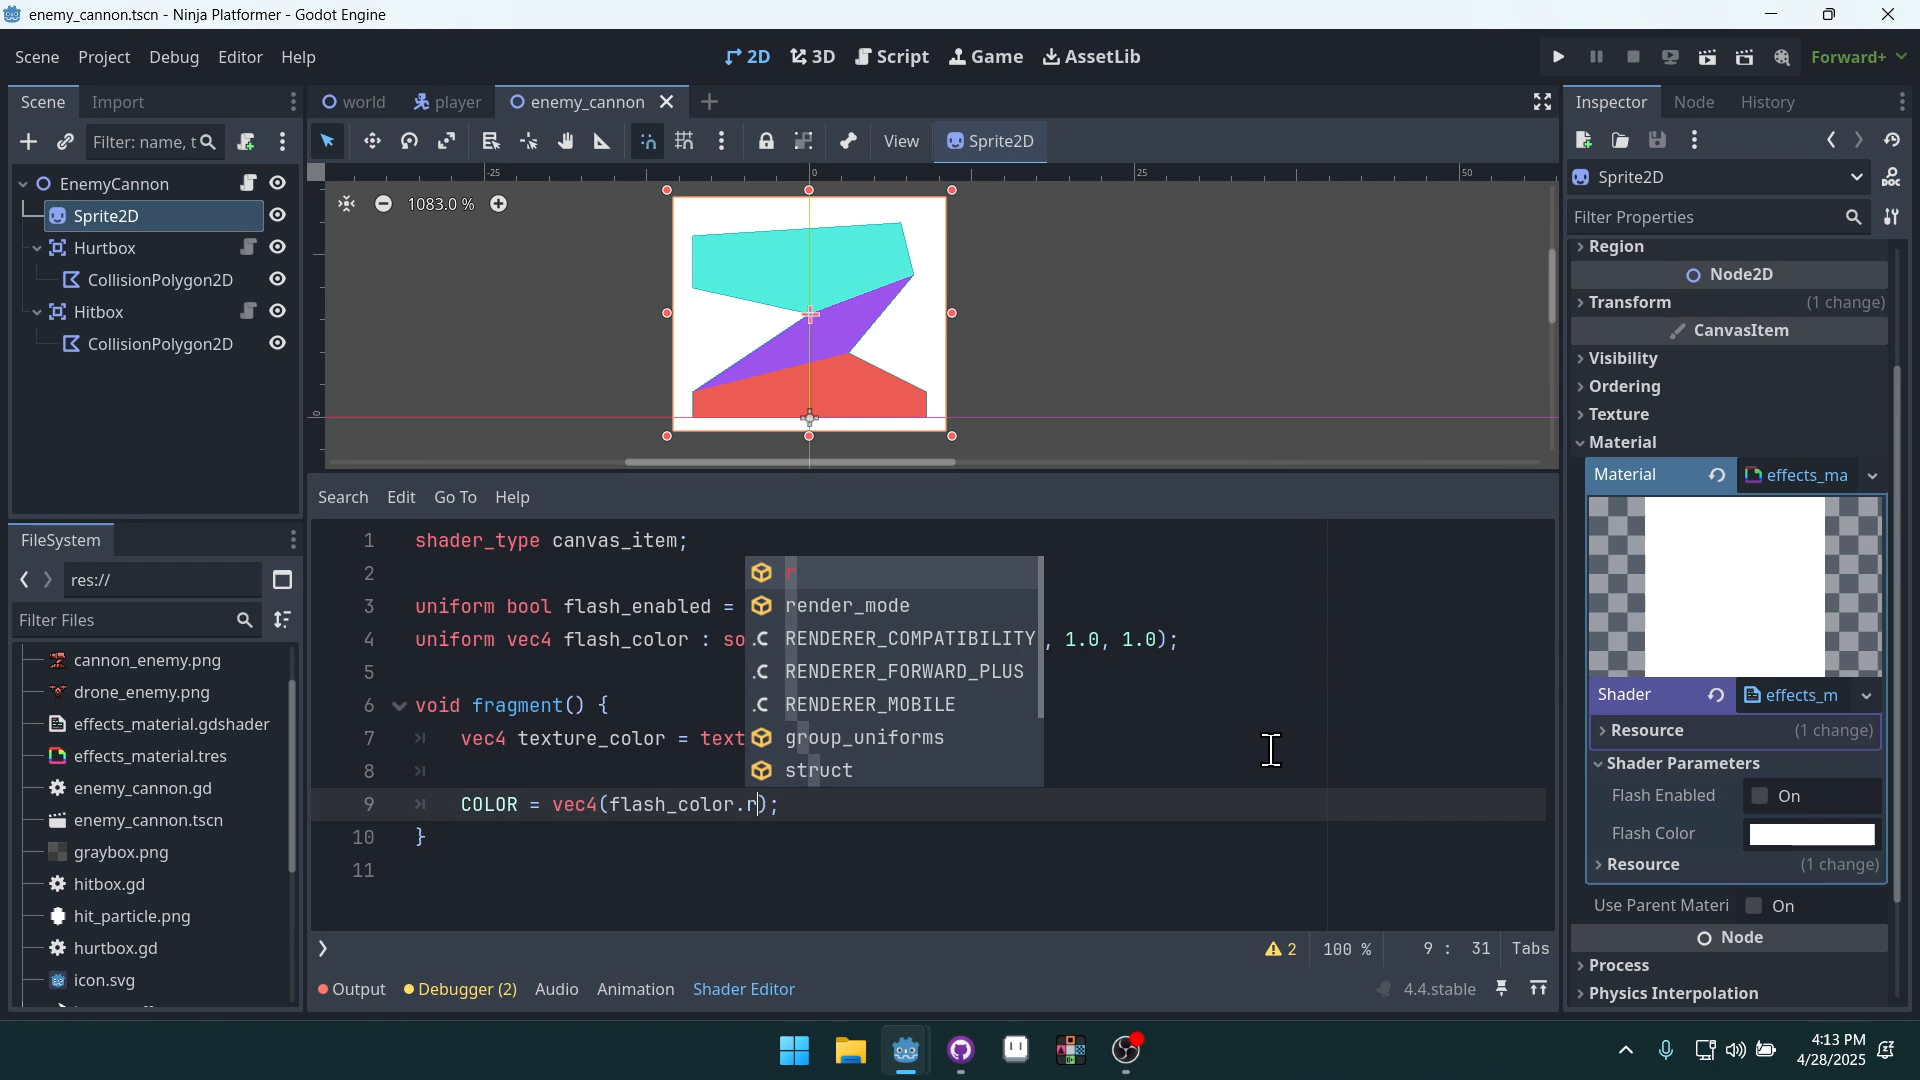 enemy_cannon.tscn - Ninja Platformer - Godot Engine
Scene Project Debug Editor Help
2D 3D Script Game AssetLib
Forward+
Scene Import
Filter: name, t
EnemyCannon
Sprite2D
Hurtbox
CollisionPolygon2D
Hitbox
CollisionPolygon2D
FileSystem
res://
Filter Files
cannon_enemy.png
drone_enemy.png
effects_material.gdshader
effects_material.tres
enemy_cannon.gd
enemy_cannon.tscn
graybox.png
hitbox.gd
hit_particle.png
hurtbox.gd
icon.svg
world player enemy_cannon
View Sprite2D
-25 0 25 50
1083.0 %
0
Search Edit Go To Help
1 shader_type canvas_item;
2
3 uniform bool flash_enabled =
4 uniform vec4 flash_color : so , 1.0, 1.0);
5
6 void fragment() {
7 vec4 texture_color = text
8
9 COLOR = vec4(flash_color.r);
10 }
11
r
render_mode
RENDERER_COMPATIBILITY
RENDERER_FORWARD_PLUS
RENDERER_MOBILE
group_uniforms
struct
2 100 % 9 : 31 Tabs
Output Debugger (2) Audio Animation Shader Editor 4.4.stable
Inspector Node History
Sprite2D
DOC
Filter Properties
Region
Node2D
Transform (1 change)
CanvasItem
Visibility
Ordering
Texture
Material
Material effects_ma
Shader effects_m
Resource (1 change)
Shader Parameters
Flash Enabled On
Flash Color
Resource (1 change)
Use Parent Materi On
Node
Process
Physics Interpolation
4:13 PM
4/28/2025